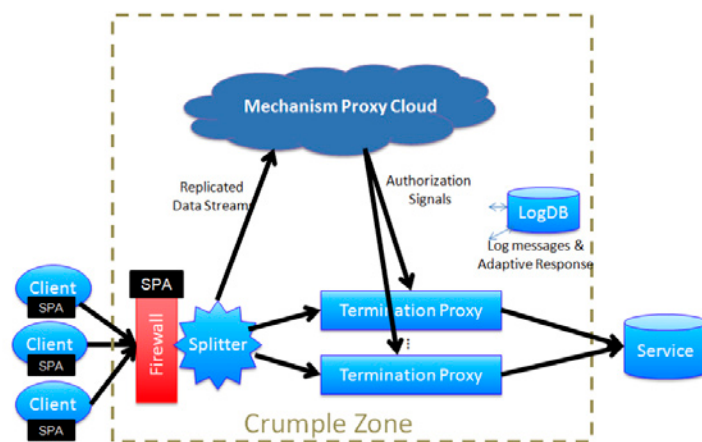 Mechanism Proxy Cloud
Replicated
Data Streams
Authorization
Signals
LogDB
Log messages &
Adaptive Response
Client
SPA
Client
SPA
Client
SPA
SPA
Firewall
Splitter
Termination Proxy
...
Termination Proxy
Service
Crumple Zone